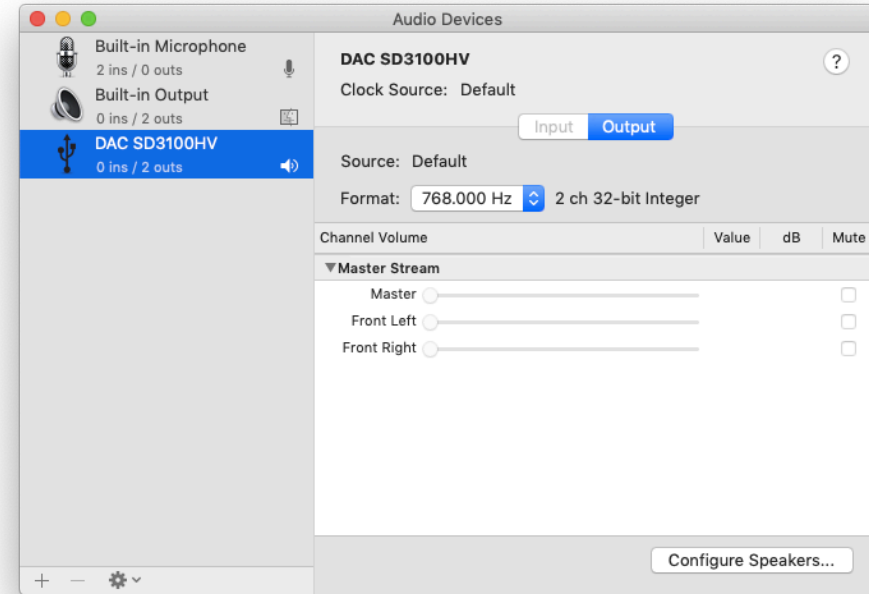 Audio Devices
Built-in Microphone
2 ins / 0 outs
Built-in Output
0 ins / 2 outs
DAC SD3100HV
0 ins / 2 outs
DAC SD3100HV
?
Clock Source: Default
Input Output
Source: Default
Format: 768.000 Hz 2 ch 32-bit Integer
Channel Volume Value dB Mute
Master Stream
Master
Front Left
Front Right
Configure Speakers...